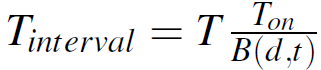 $T_{interval} = T \frac{T_{on}}{B(d,t)}$